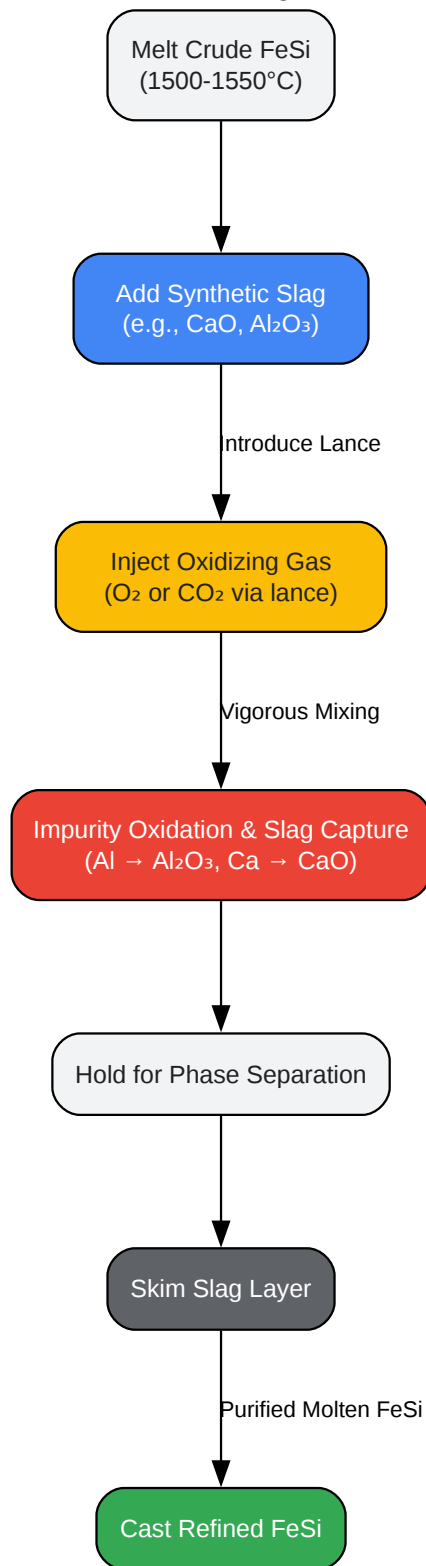 Melt Crude FeSi
(1500-1550°C)
Add Synthetic Slag
(e.g., CaO, Al₂O₃)
Introduce Lance
Inject Oxidizing Gas
(O₂ or CO₂ via lance)
Vigorous Mixing
Impurity Oxidation & Slag Capture
(Al → Al₂O₃, Ca → CaO)
Hold for Phase Separation
Skim Slag Layer
Purified Molten FeSi
Cast Refined FeSi